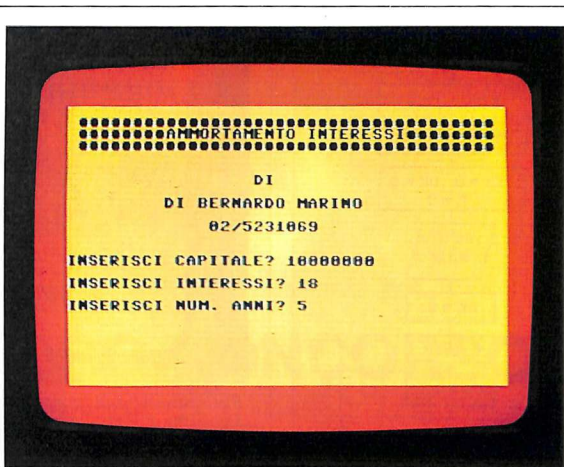 AMMORTAMENTO INTERESSI
DI
DI BERNARDO MARINO
02/5231069
INSERISCI CAPITALE? 10000000
INSERISCI INTERESSI? 18
INSERISCI NUM. ANNI? 5